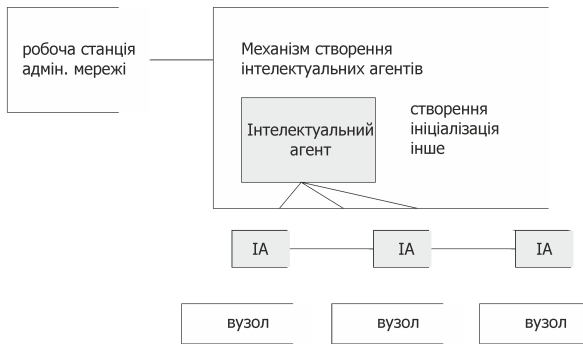 робоча станція
адмін. мережі
Механізм створення
інтелектуальних агентів
Інтелектуальний
агент
створення
ініціалізація
інше
ІА
ІА
ІА
вузол
вузол
вузол